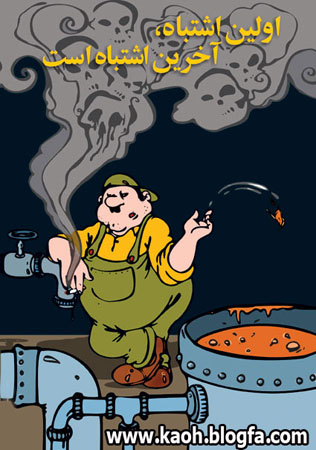 اولین اشتباه،
آخرین اشتباه است
www.kaoh.blogfa.com